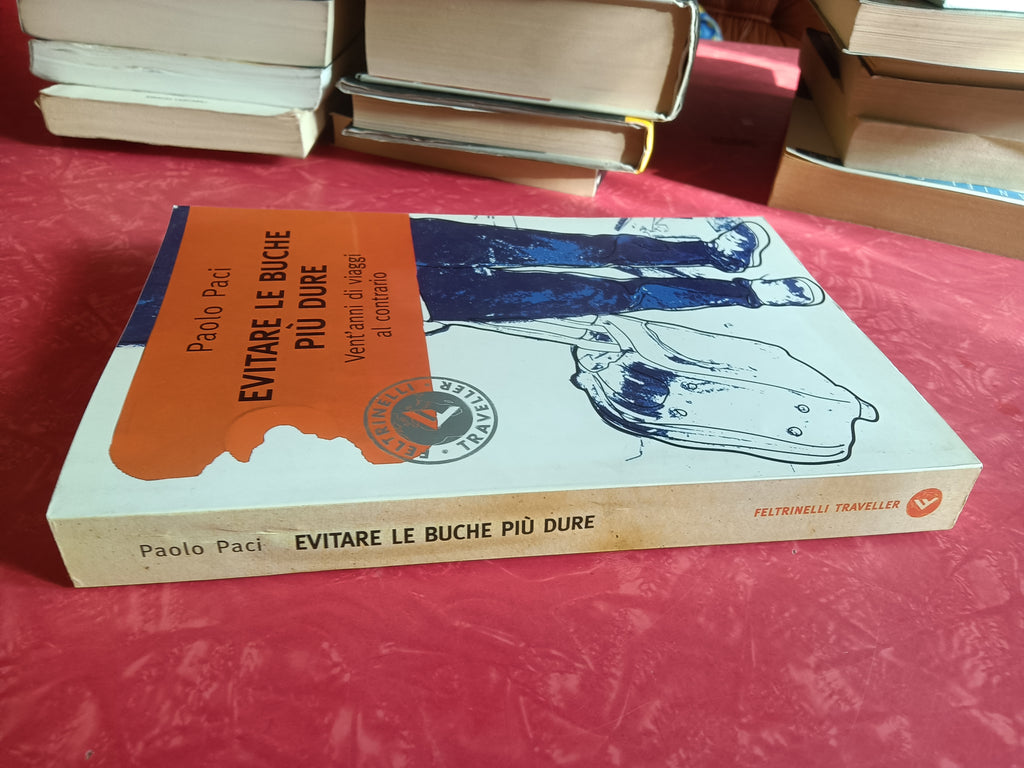 Paolo Paci
EVITARE LE BUCHE
PIÙ DURE
Vent'anni di viaggi
al contrario
FELTRINELLI · TRAVELLER ·
Paolo Paci EVITARE LE BUCHE PIÙ DURE FELTRINELLI TRAVELLER